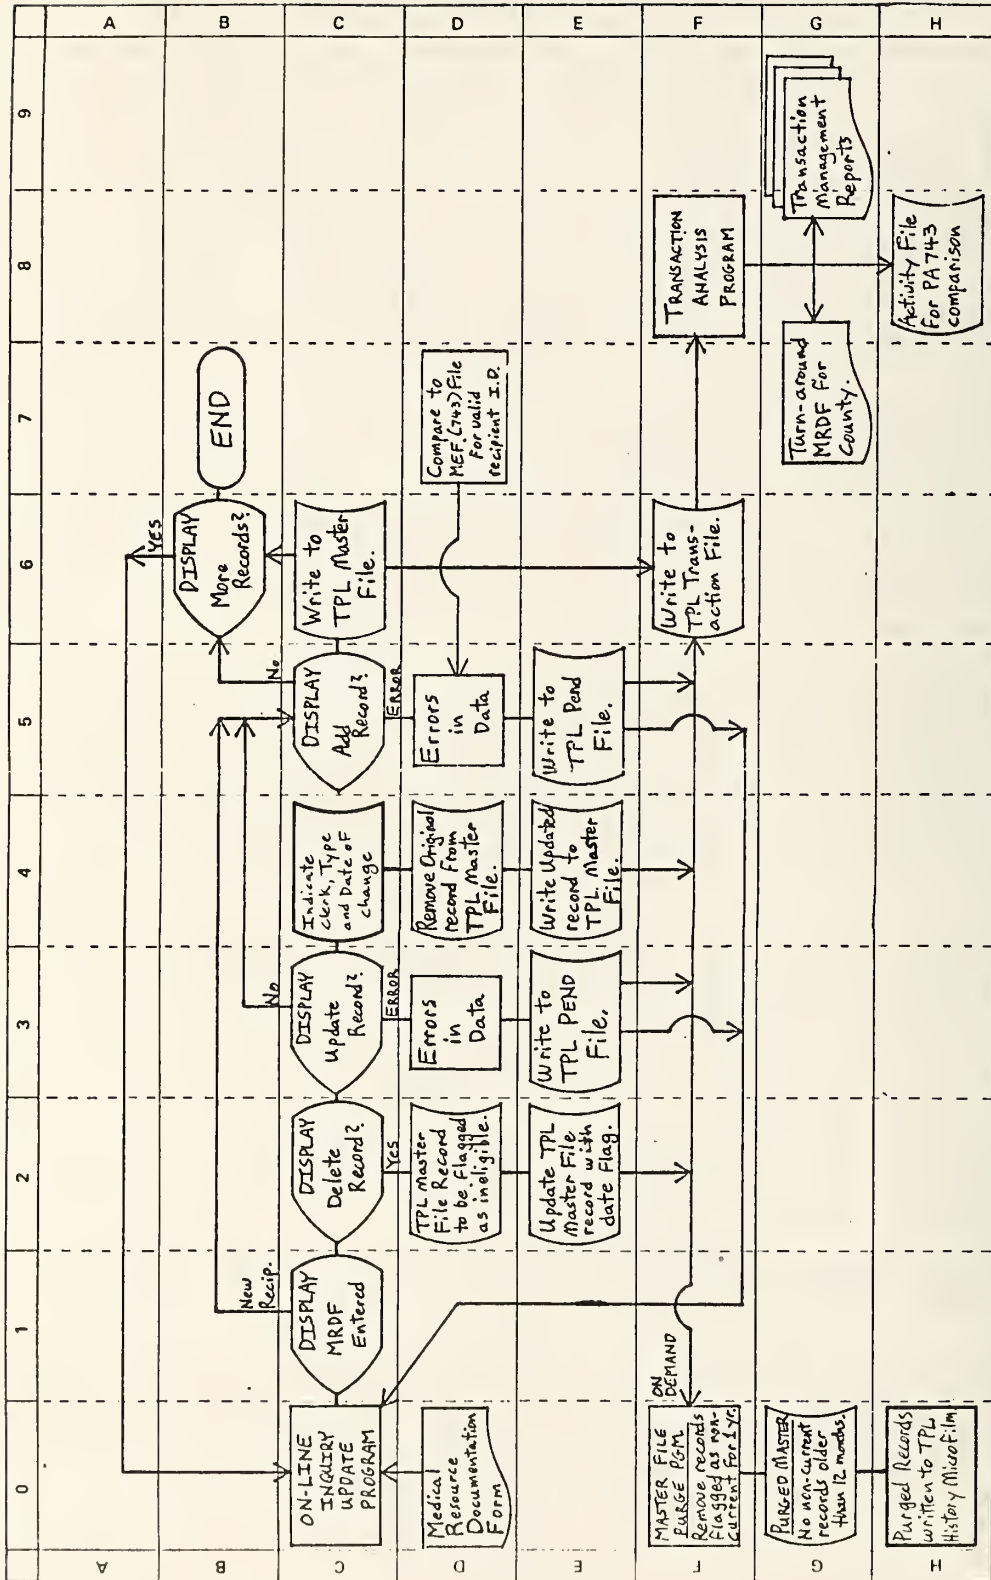 A
B
C
D
E
F
G
H
9
8
7
6
5
4
3
2
1
0
A
B
C
D
E
F
G
H
YES
DISPLAY
More
Records?
END
New
Recip.
No
No
ON-LINE
INQUIRY
UPDATE
PROGRAM
DISPLAY
MRDF
Entered
DISPLAY
Delete
Record?
Yes
DISPLAY
Update
Record?
ERROR
Indicate
Clerk, Type
and Date of
change
DISPLAY
Add
Record?
ERROR
Write to
TPL Master
File.
Medical
Resource
Documentation
Form
TPL Master
File Record
to be Flagged
as ineligible.
Errors
in
Data
Remove Original
record From
TPL Master
File.
Errors
in
Data
Compare to
MEF (743) File
For valid
recipient I.D.
Update TPL
Master File
record with
date Flag.
Write to
TPL PEND
File.
Write Updated
record to
TPL Master
File.
Write to
TPL Pend
File.
MASTER FILE
PURGE PGM
Remove records
Flagged as non-
current For 1 yr.
ON
DEMAND
Write to
TPL Trans-
action File.
TRANSACTION
ANALYSIS
PROGRAM
PURGED MASTER
No non-current
records older
than 12 months.
Turn-around
MRDF For
County.
Transaction
Management
Reports
Purged Records
written to TPL
History Microfilm
Activity File
For PA743
comparison